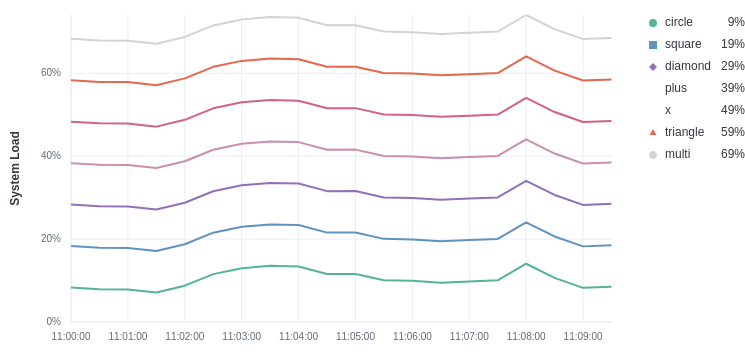 System Load
60%
40%
20%
0%
11:00:00 11:01:00 11:02:00 11:03:00 11:04:00 11:05:00 11:06:00 11:07:00 11:08:00 11:09:00
circle 9%
square 19%
diamond 29%
plus 39%
x 49%
triangle 59%
multi 69%